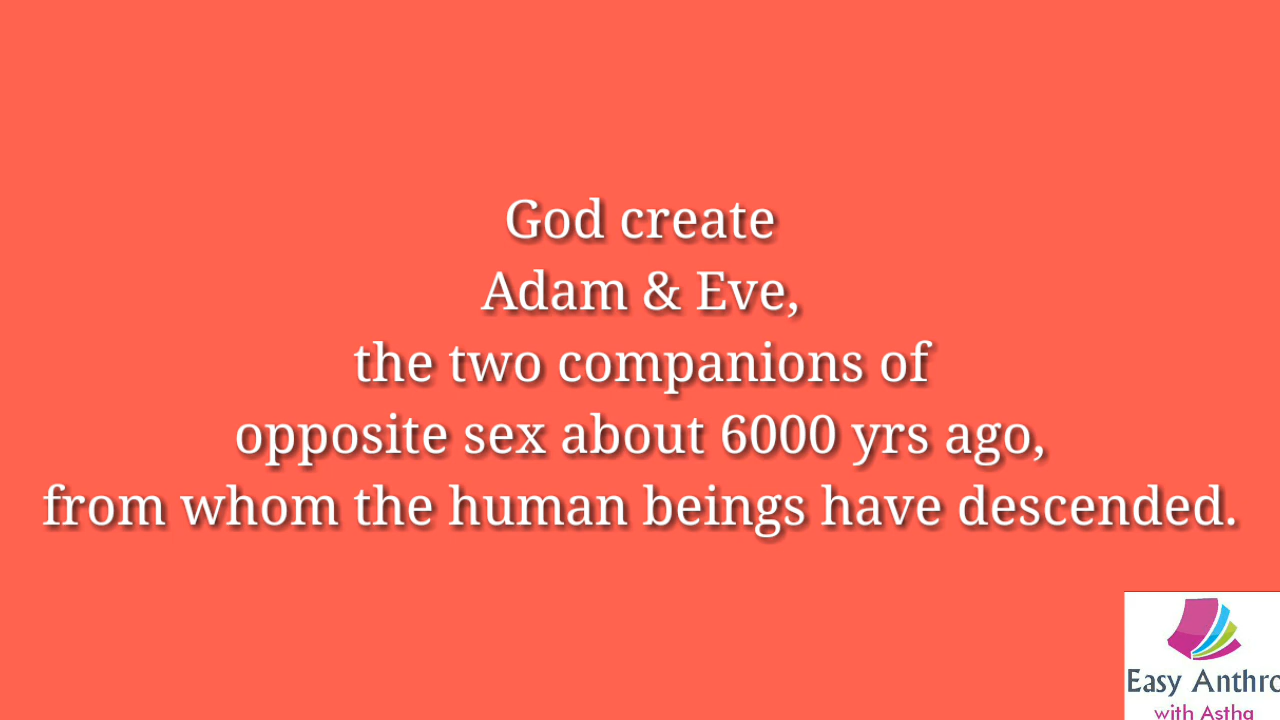 God create
Adam & Eve,
the two companions of
opposite sex about 6000 yrs ago,
from whom the human beings have descended.
Easy Anthro
with Astha